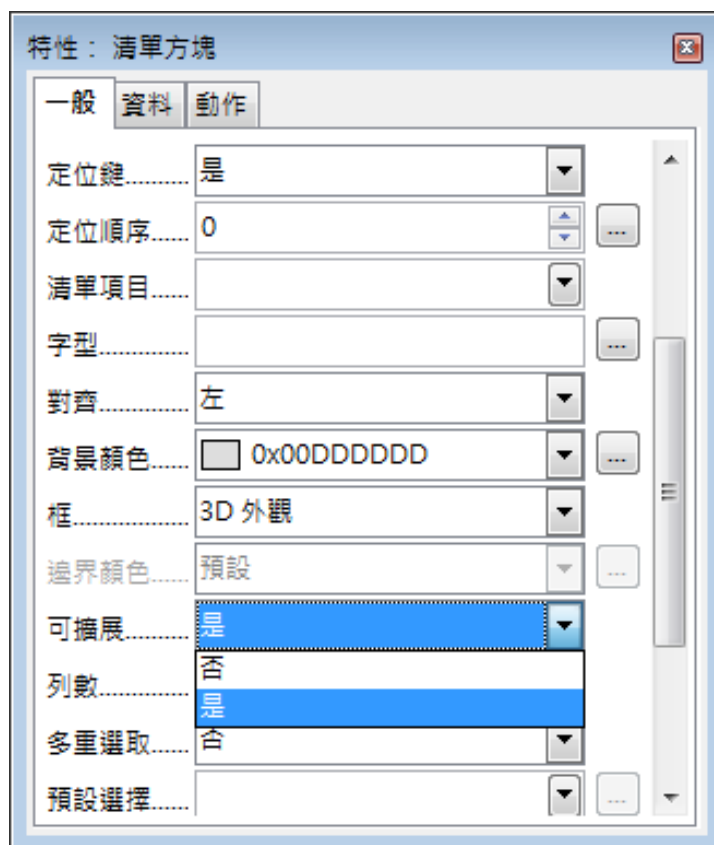 特性： 清單方塊
一般 資料 動作
定位鍵.......... 是
定位順序...... 0 ...
清單項目......
字型............... ...
對齊............... 左
背景顏色...... 0x00DDDDDD ...
框................... 3D 外觀
邊界顏色...... 預設 ...
可擴展........... 是
否
列數...............
是
多重選取...... 否
預設選擇...... ...